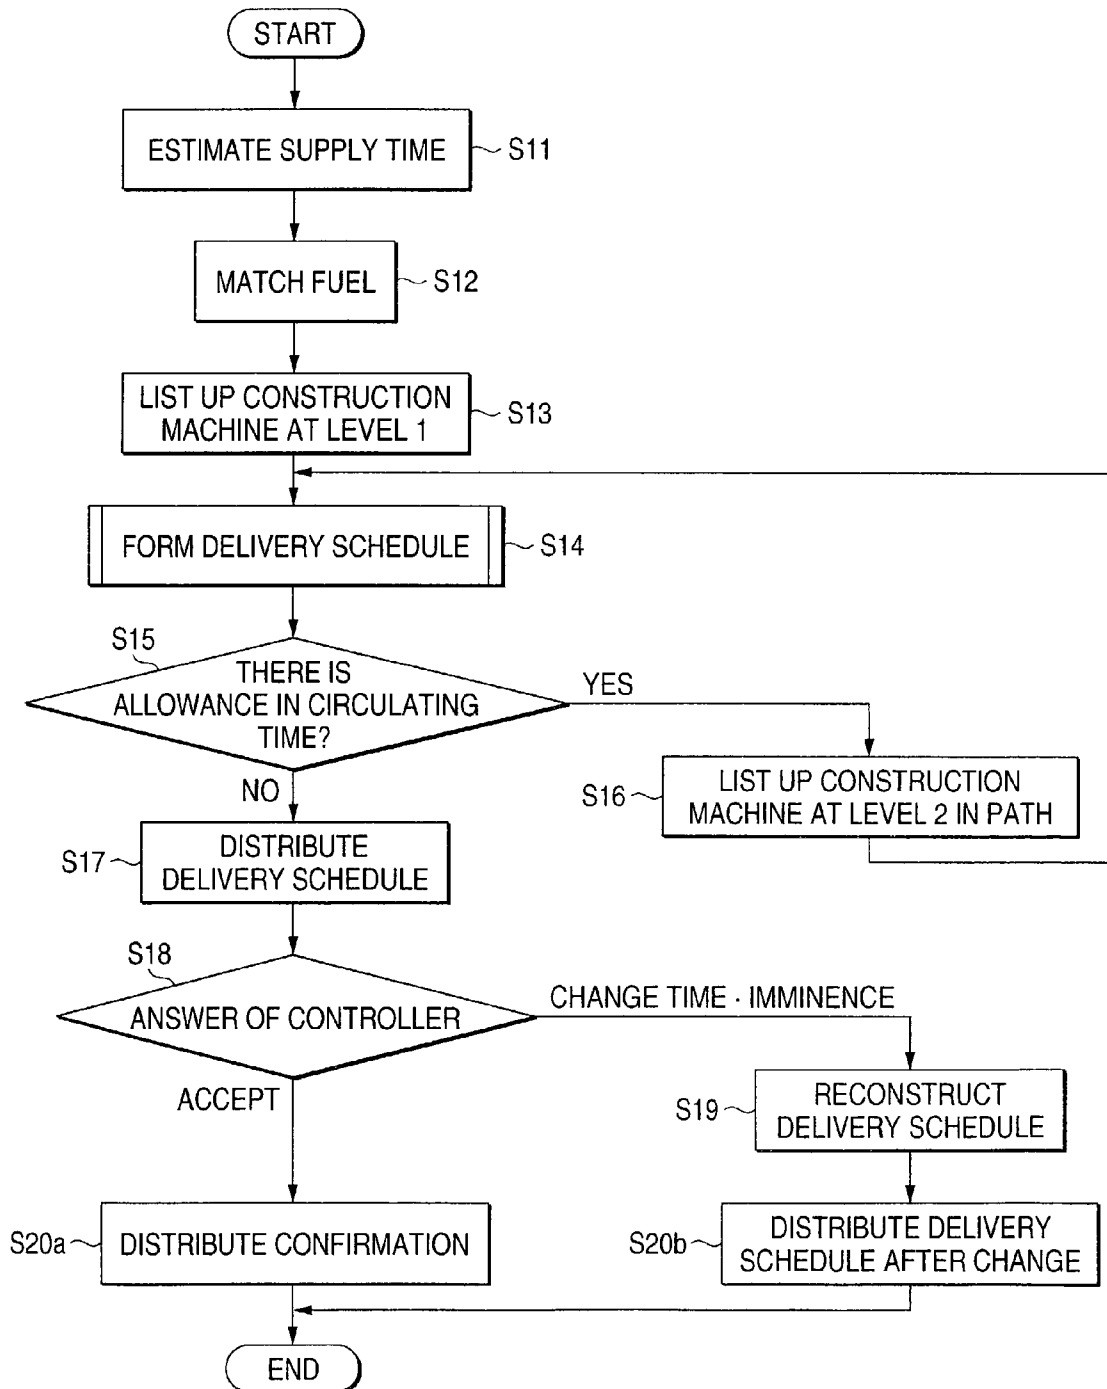 START
ESTIMATE SUPPLY TIME
S11
MATCH FUEL
S12
LIST UP CONSTRUCTION
MACHINE AT LEVEL 1
S13
FORM DELIVERY SCHEDULE
S14
S15
THERE IS
ALLOWANCE IN CIRCULATING
TIME?
YES
NO
S16
LIST UP CONSTRUCTION
MACHINE AT LEVEL 2 IN PATH
S17
DISTRIBUTE
DELIVERY SCHEDULE
S18
ANSWER OF CONTROLLER
CHANGE TIME · IMMINENCE
ACCEPT
S19
RECONSTRUCT
DELIVERY SCHEDULE
S20a
DISTRIBUTE CONFIRMATION
S20b
DISTRIBUTE DELIVERY
SCHEDULE AFTER CHANGE
END